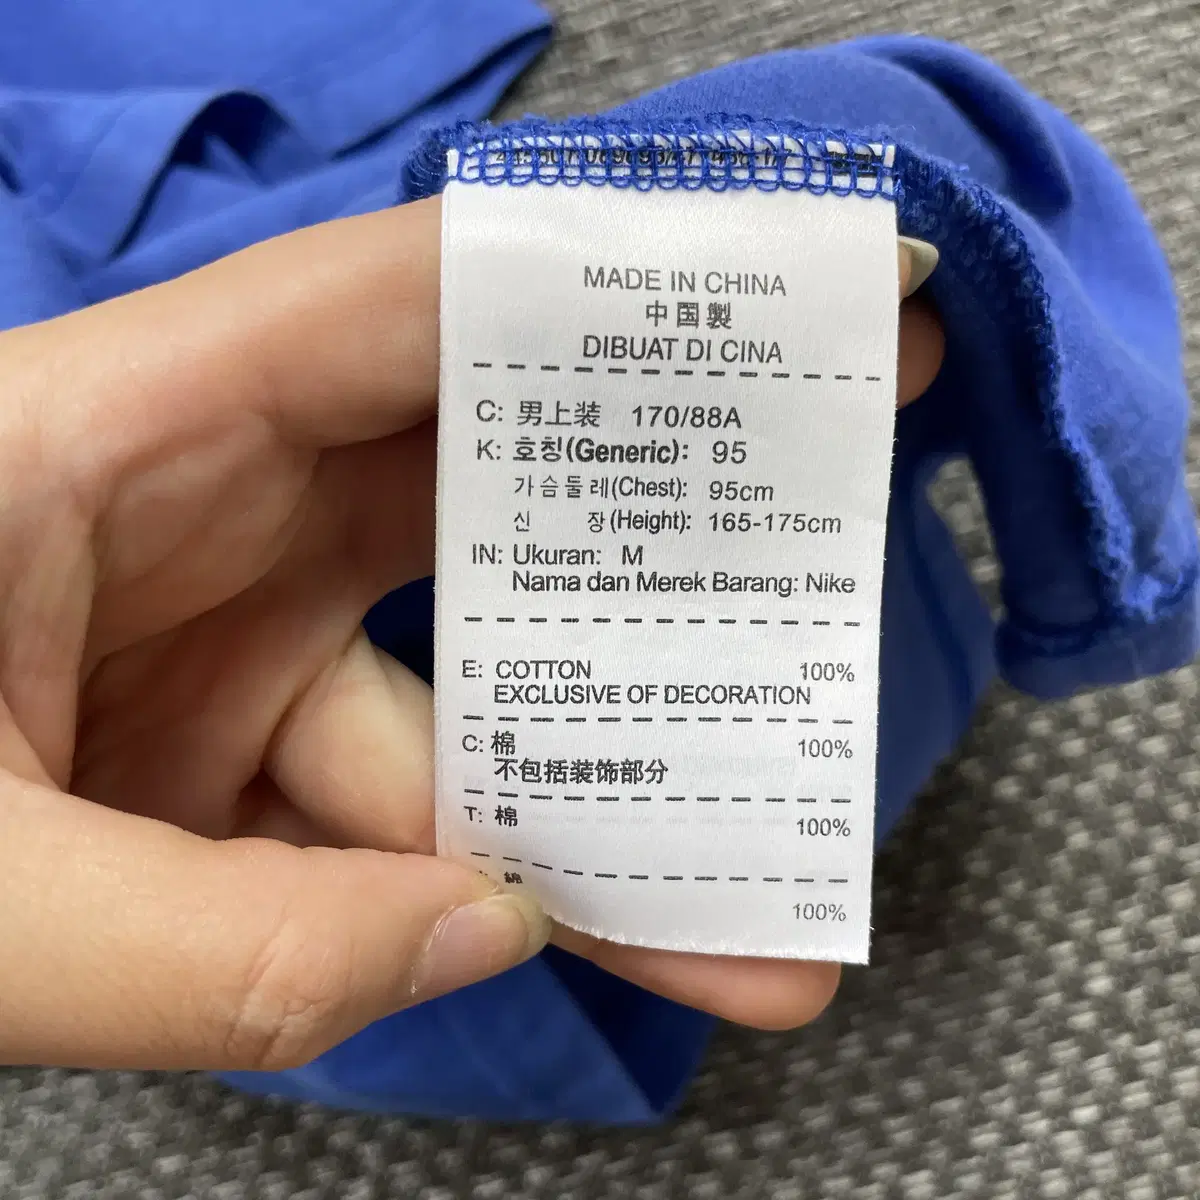 MADE IN CHINA
中国製
DIBUAT DI CINA
C: 男上装 170/88A
K: 호칭(Generic): 95
가슴둘레(Chest): 95cm
신 장(Height): 165-175cm
IN: Ukuran: M
Nama dan Merek Barang: Nike
E: COTTON 100%
EXCLUSIVE OF DECORATION
C: 棉 100%
不包括装饰部分
T: 棉 100%
綿 100%